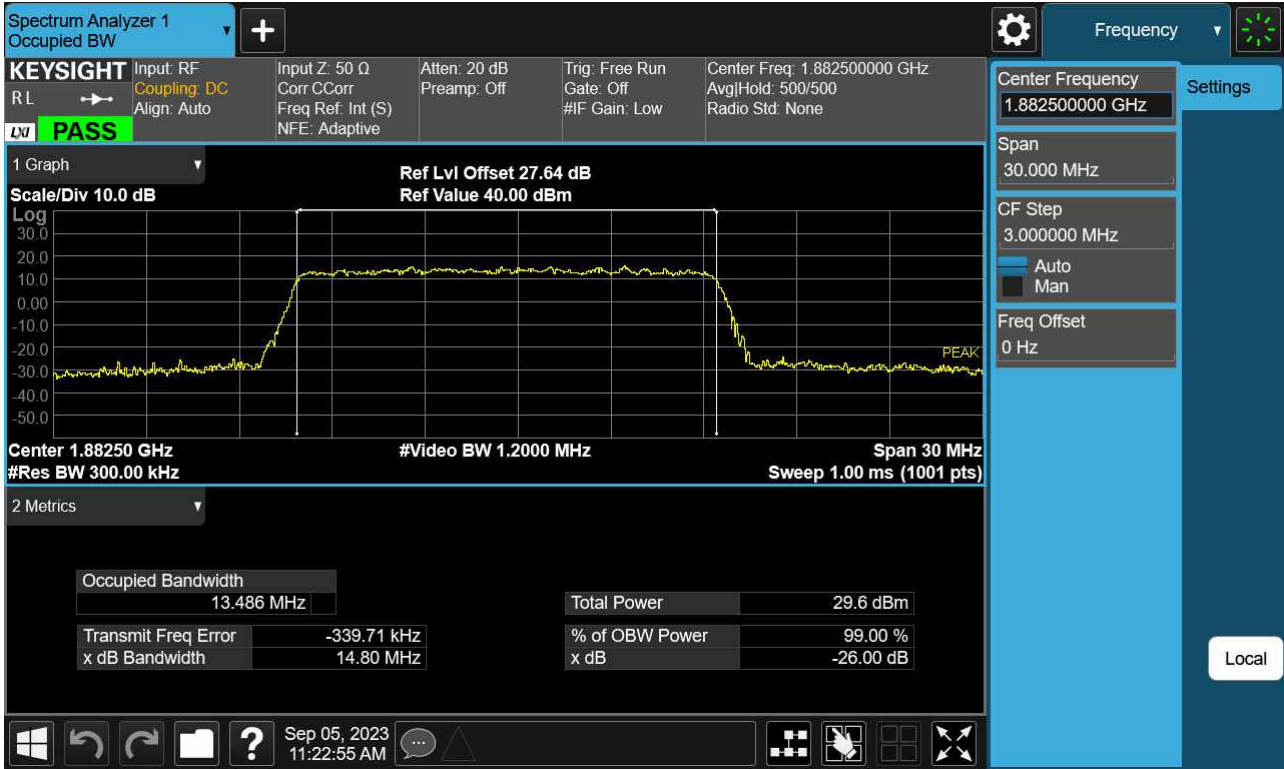 Spectrum Analyzer 1
Occupied BW
Frequency
KEYSIGHT
R L
LXI
PASS
Input: RF
Coupling: DC
Align: Auto
Input Z: 50 Ω
Corr CCorr
Freq Ref: Int (S)
NFE: Adaptive
Atten: 20 dB
Preamp: Off
Trig: Free Run
Gate: Off
#IF Gain: Low
Center Freq: 1.882500000 GHz
Avg|Hold: 500/500
Radio Std: None
1 Graph
Scale/Div 10.0 dB
Ref Lvl Offset 27.64 dB
Ref Value 40.00 dBm
Log
30.0
20.0
10.0
0.00
-10.0
-20.0
-30.0
-40.0
-50.0
PEAK
Center 1.88250 GHz
#Video BW 1.2000 MHz
Span 30 MHz
#Res BW 300.00 kHz
Sweep 1.00 ms (1001 pts)
2 Metrics
Occupied Bandwidth
13.486 MHz
Transmit Freq Error -339.71 kHz
x dB Bandwidth 14.80 MHz
Total Power 29.6 dBm
% of OBW Power 99.00 %
x dB -26.00 dB
Sep 05, 2023
11:22:55 AM
Center Frequency
1.882500000 GHz
Span
30.000 MHz
CF Step
3.000000 MHz
Auto
Man
Freq Offset
0 Hz
Settings
Local